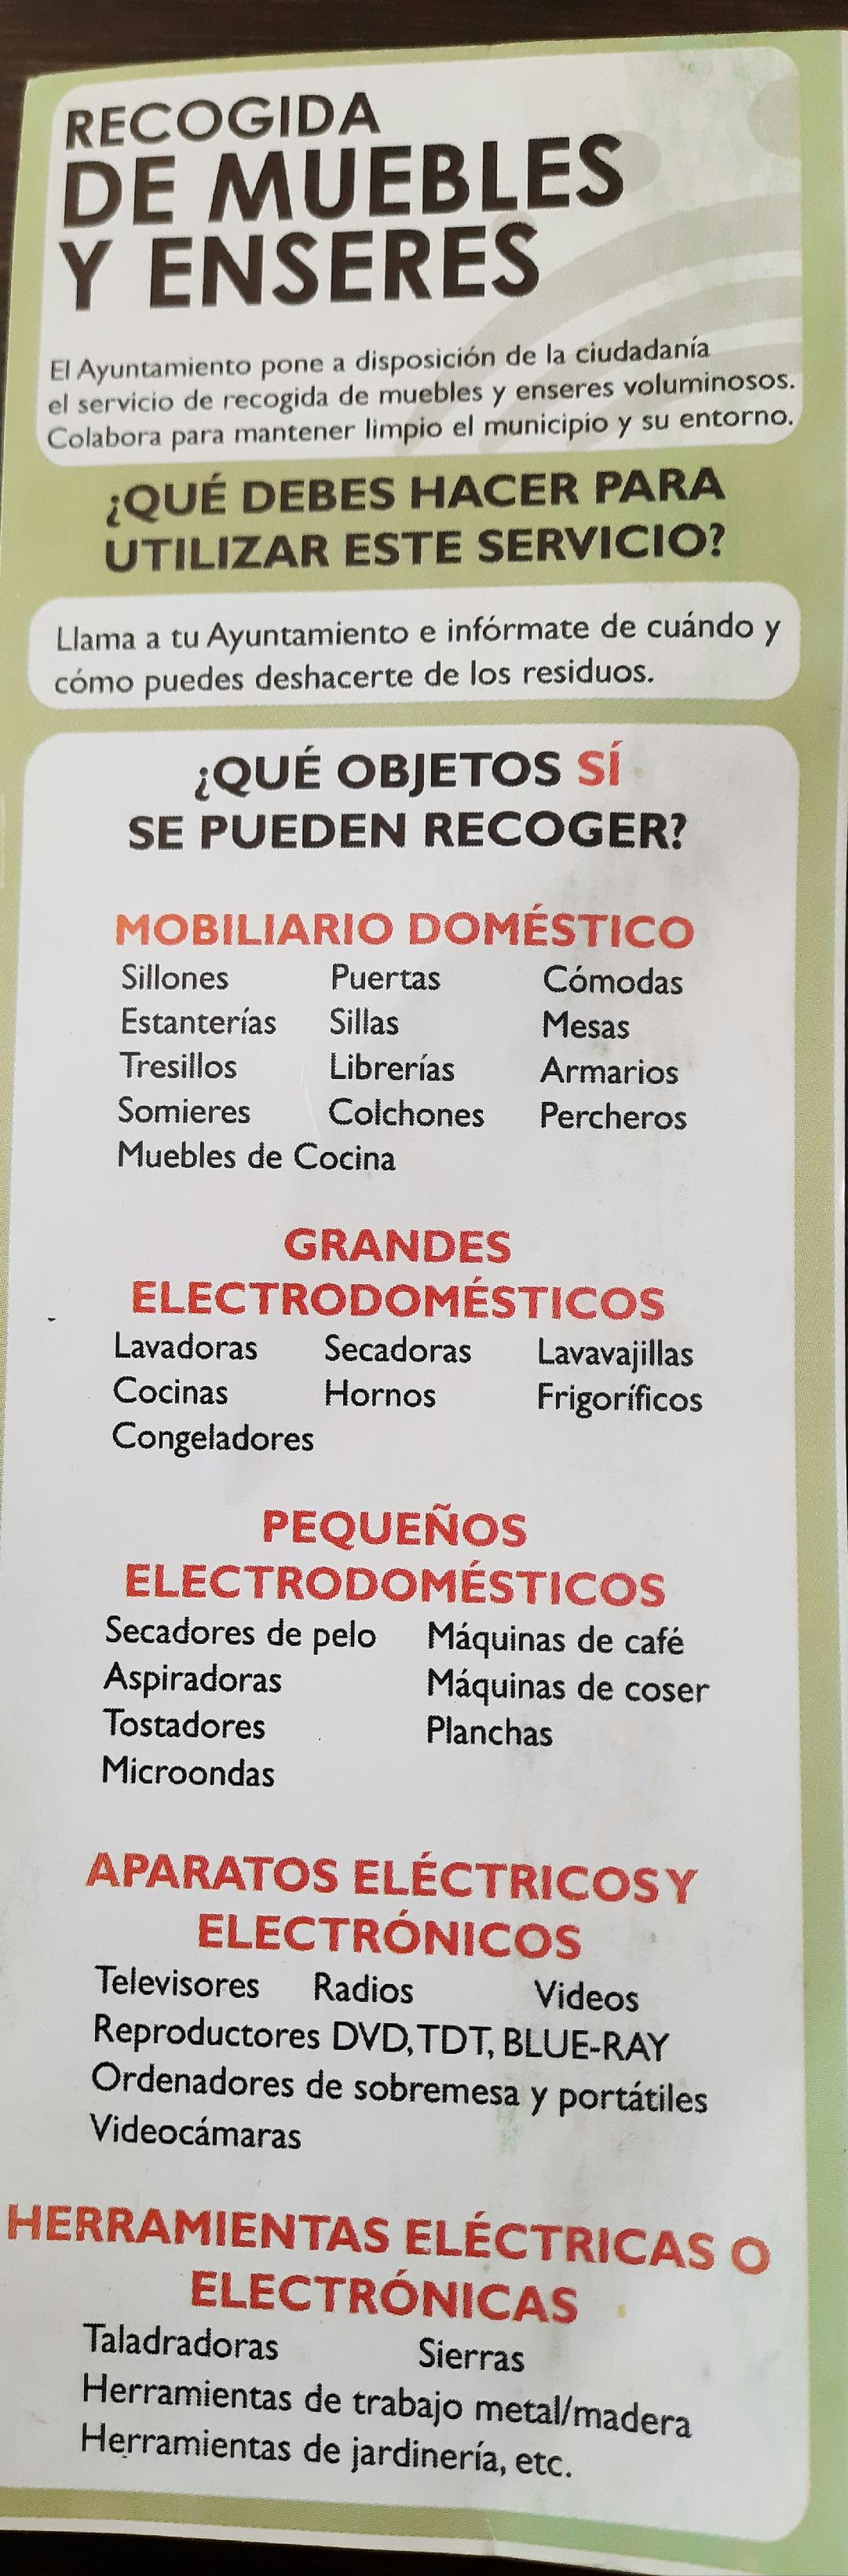 RECOGIDA
DE MUEBLES
Y ENSERES
El Ayuntamiento pone a disposición de la ciudadanía
el servicio de recogida de muebles y enseres voluminosos.
Colabora para mantener limpio el municipio y su entorno.
¿QUÉ DEBES HACER PARA
UTILIZAR ESTE SERVICIO?
Llama a tu Ayuntamiento e infórmate de cuándo y
cómo puedes deshacerte de los residuos.
¿QUÉ OBJETOS SÍ
SE PUEDEN RECOGER?
MOBILIARIO DOMÉSTICO
Sillones Puertas Cómodas
Estanterías Sillas Mesas
Tresillos Librerías Armarios
Somieres Colchones Percheros
Muebles de Cocina
GRANDES
ELECTRODOMÉSTICOS
Lavadoras Secadoras Lavavajillas
Cocinas Hornos Frigoríficos
Congeladores
PEQUEÑOS
ELECTRODOMÉSTICOS
Secadores de pelo Máquinas de café
Aspiradoras Máquinas de coser
Tostadores Planchas
Microondas
APARATOS ELÉCTRICOS Y
ELECTRÓNICOS
Televisores Radios Videos
Reproductores DVD, TDT, BLUE-RAY
Ordenadores de sobremesa y portátiles
Videocámaras
HERRAMIENTAS ELÉCTRICAS O
ELECTRÓNICAS
Taladradoras Sierras
Herramientas de trabajo metal/madera
Herramientas de jardinería, etc.